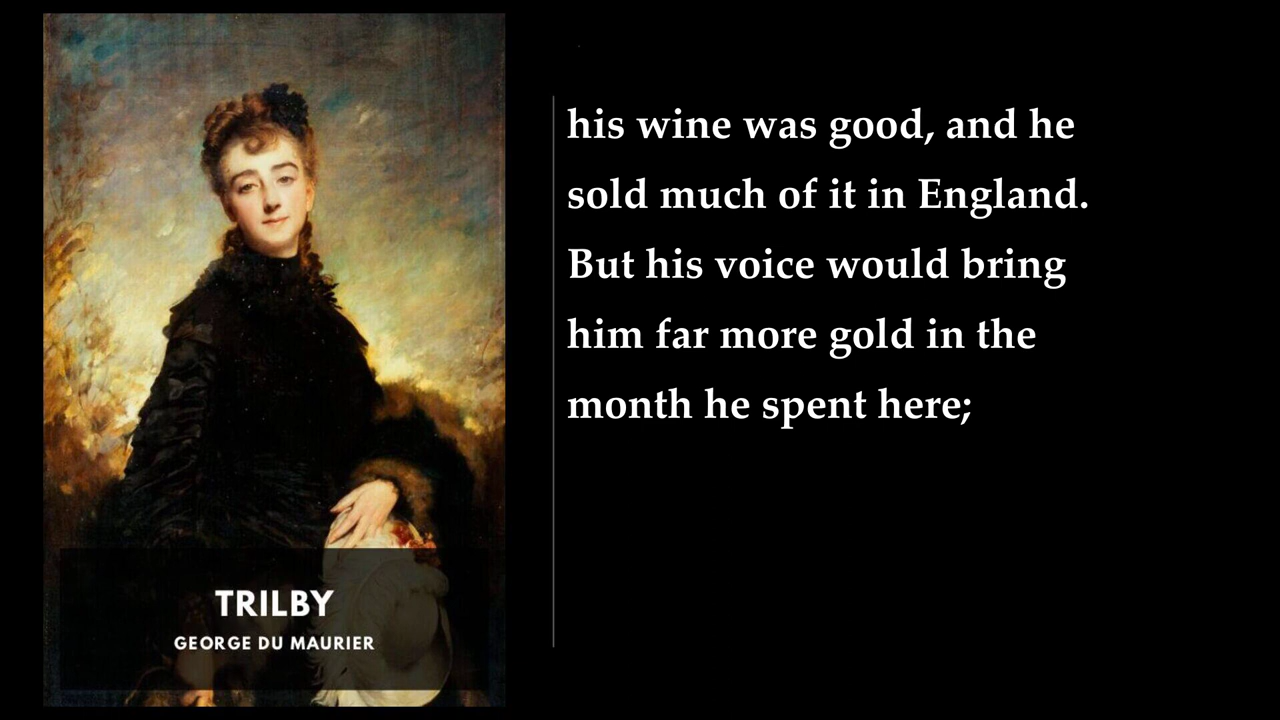 his wine was good, and he
sold much of it in England.
But his voice would bring
him far more gold in the
month he spent here;
TRILBY
GEORGE DU MAURIER